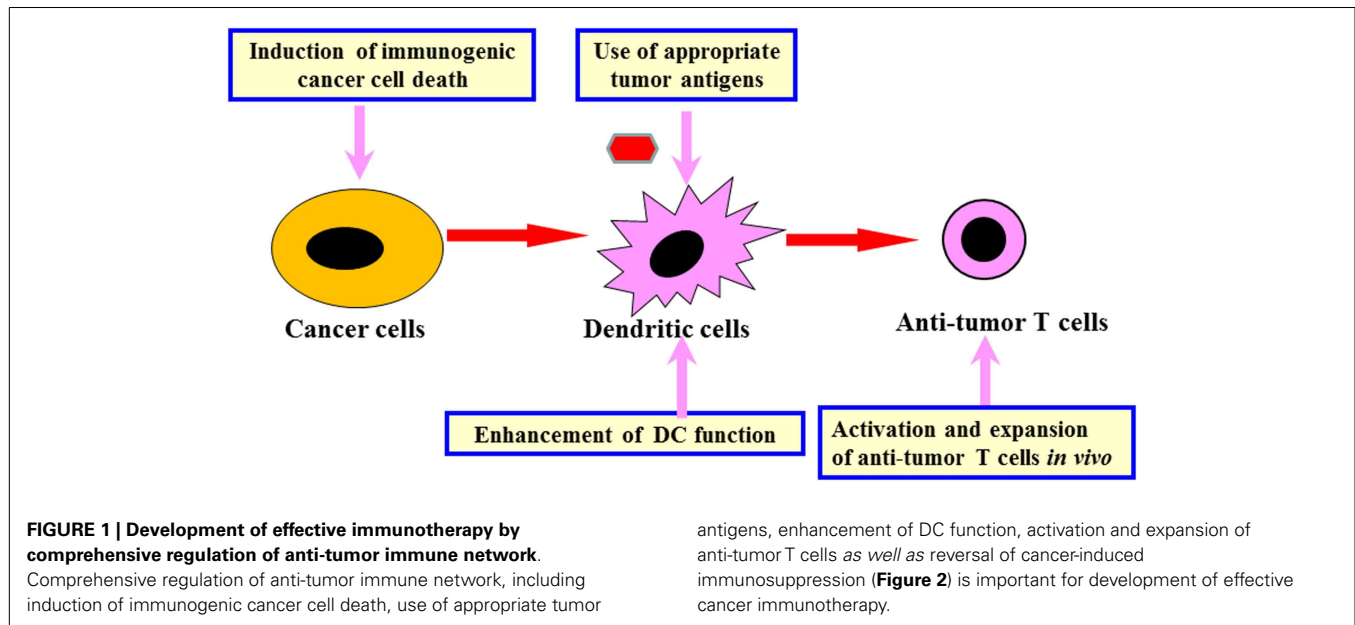 Induction of immunogenic
cancer cell death
Use of appropriate
tumor antigens
Cancer cells
Dendritic cells
Anti-tumor T cells
Enhancement of DC function
Activation and expansion
of anti-tumor T cells in vivo
FIGURE 1 | Development of effective immunotherapy by
comprehensive regulation of anti-tumor immune network.
Comprehensive regulation of anti-tumor immune network, including
induction of immunogenic cancer cell death, use of appropriate tumor
antigens, enhancement of DC function, activation and expansion of
anti-tumor T cells as well as reversal of cancer-induced
immunosuppression (Figure 2) is important for development of effective
cancer immunotherapy.